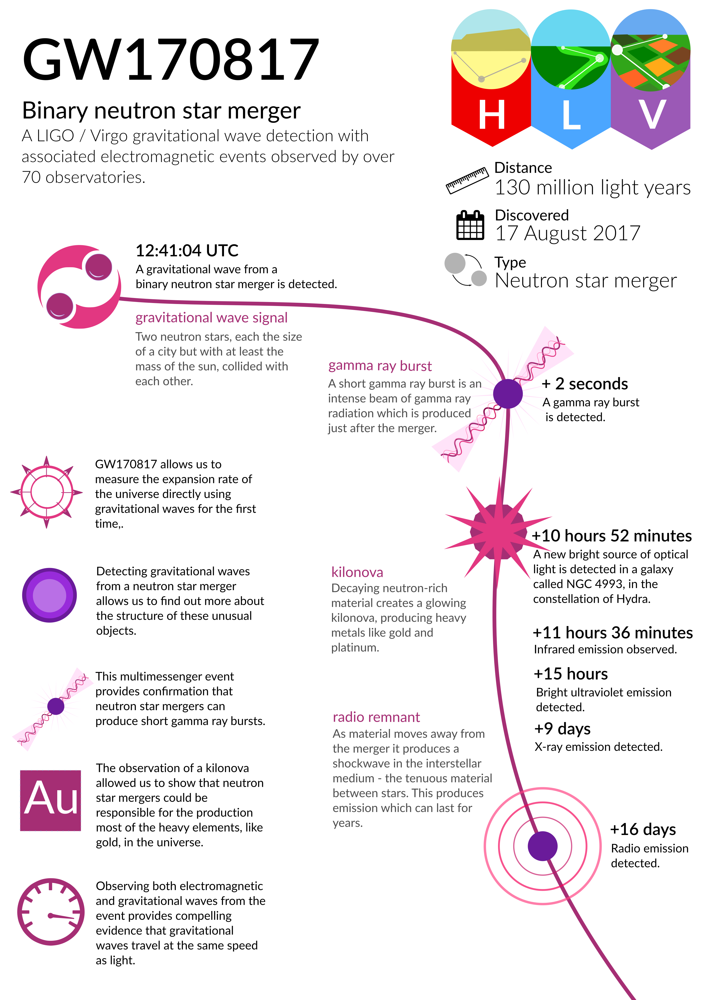 GW170817
Binary neutron star merger
A LIGO / Virgo gravitational wave detection with
associated electromagnetic events observed by over
70 observatories.
H L V
Distance
130 million light years
Discovered
17 August 2017
Type
Neutron star merger
12:41:04 UTC
A gravitational wave from a
binary neutron star merger is detected.
gravitational wave signal
Two neutron stars, each the size
of a city but with at least the
mass of the sun, collided with
each other.
gamma ray burst
A short gamma ray burst is an
intense beam of gamma ray
radiation which is produced
just after the merger.
+ 2 seconds
A gamma ray burst
is detected.
GW170817 allows us to
measure the expansion rate of
the universe directly using
gravitational waves for the first
time,.
Detecting gravitational waves
from a neutron star merger
allows us to find out more about
the structure of these unusual
objects.
This multimessenger event
provides confirmation that
neutron star mergers can
produce short gamma ray bursts.
Au
The observation of a kilonova
allowed us to show that neutron
star mergers could be
responsible for the production
most of the heavy elements, like
gold, in the universe.
Observing both electromagnetic
and gravitational waves from the
event provides compelling
evidence that gravitational
waves travel at the same speed
as light.
kilonova
Decaying neutron-rich
material creates a glowing
kilonova, producing heavy
metals like gold and
platinum.
radio remnant
As material moves away from
the merger it produces a
shockwave in the interstellar
medium - the tenuous material
between stars. This produces
emission which can last for
years.
+10 hours 52 minutes
A new bright source of optical
light is detected in a galaxy
called NGC 4993, in the
constellation of Hydra.
+11 hours 36 minutes
Infrared emission observed.
+15 hours
Bright ultraviolet emission
detected.
+9 days
X-ray emission detected.
+16 days
Radio emission
detected.